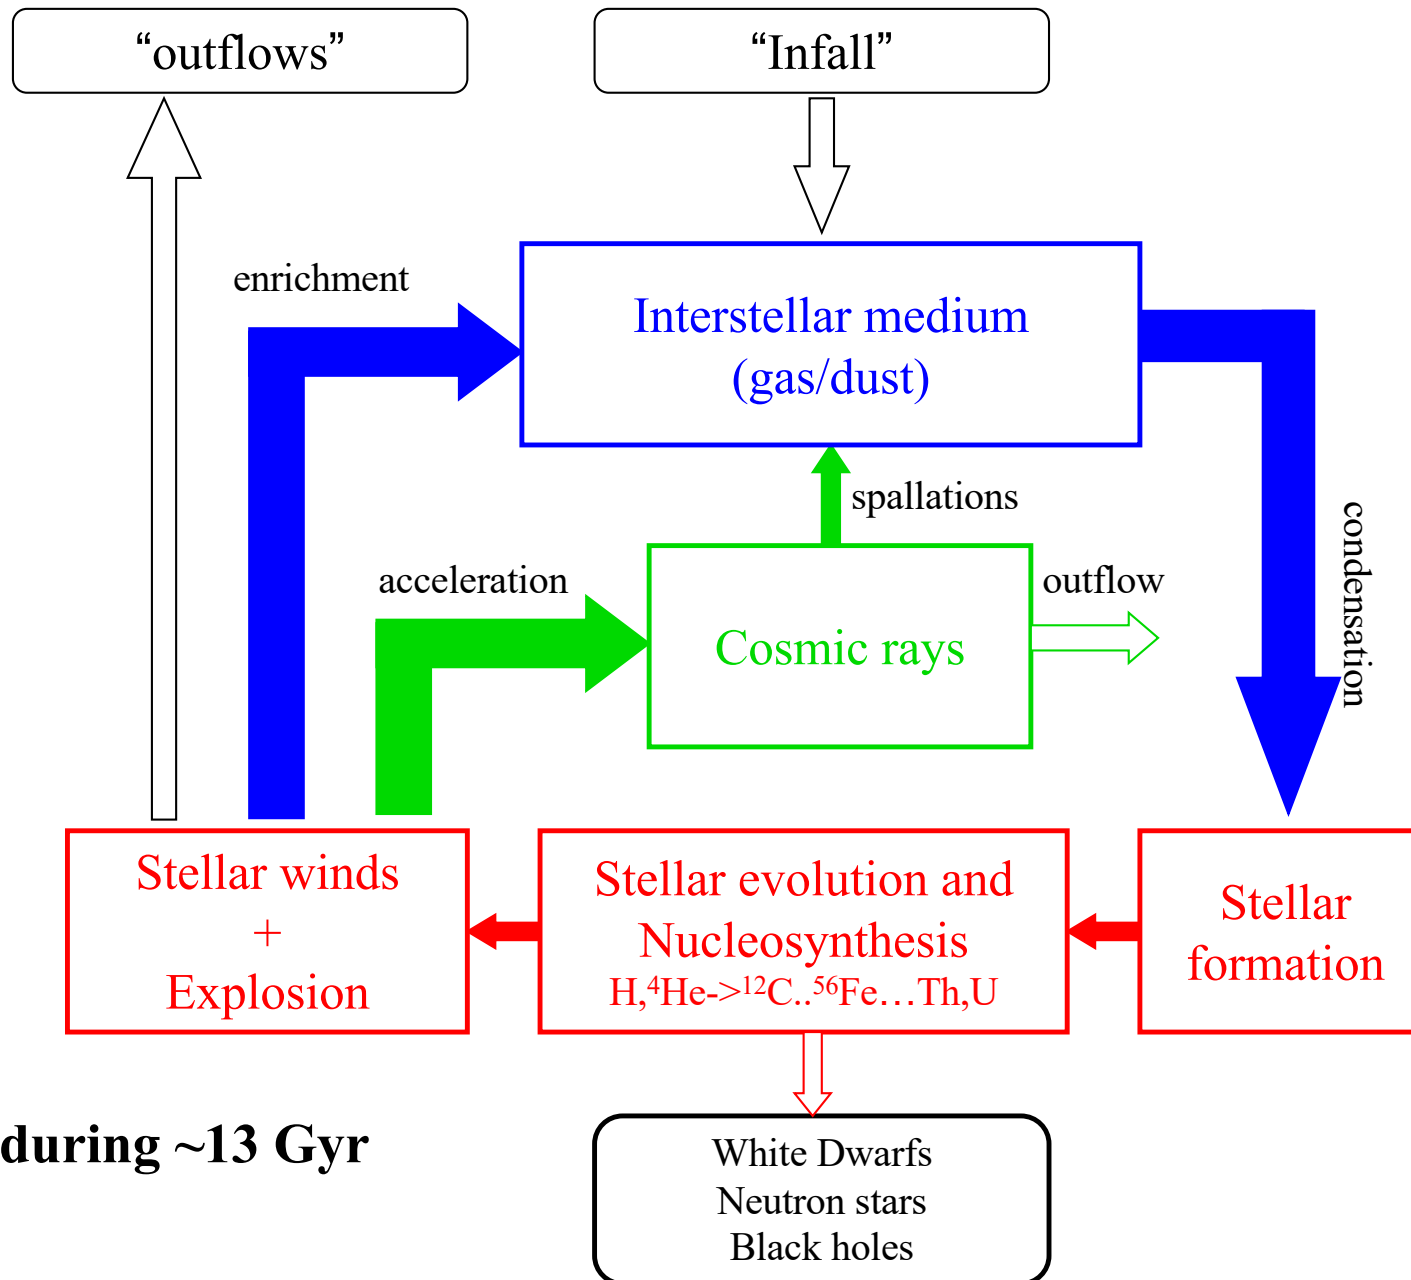 “outflows”
“Infall”
enrichment
Interstellar medium
(gas/dust)
spallations
condensation
acceleration
outflow
Cosmic rays
Stellar winds
+
Explosion
Stellar evolution and
Nucleosynthesis
H,⁴He->¹²C..⁵⁶Fe…Th,U
Stellar
formation
during ~13 Gyr
White Dwarfs
Neutron stars
Black holes